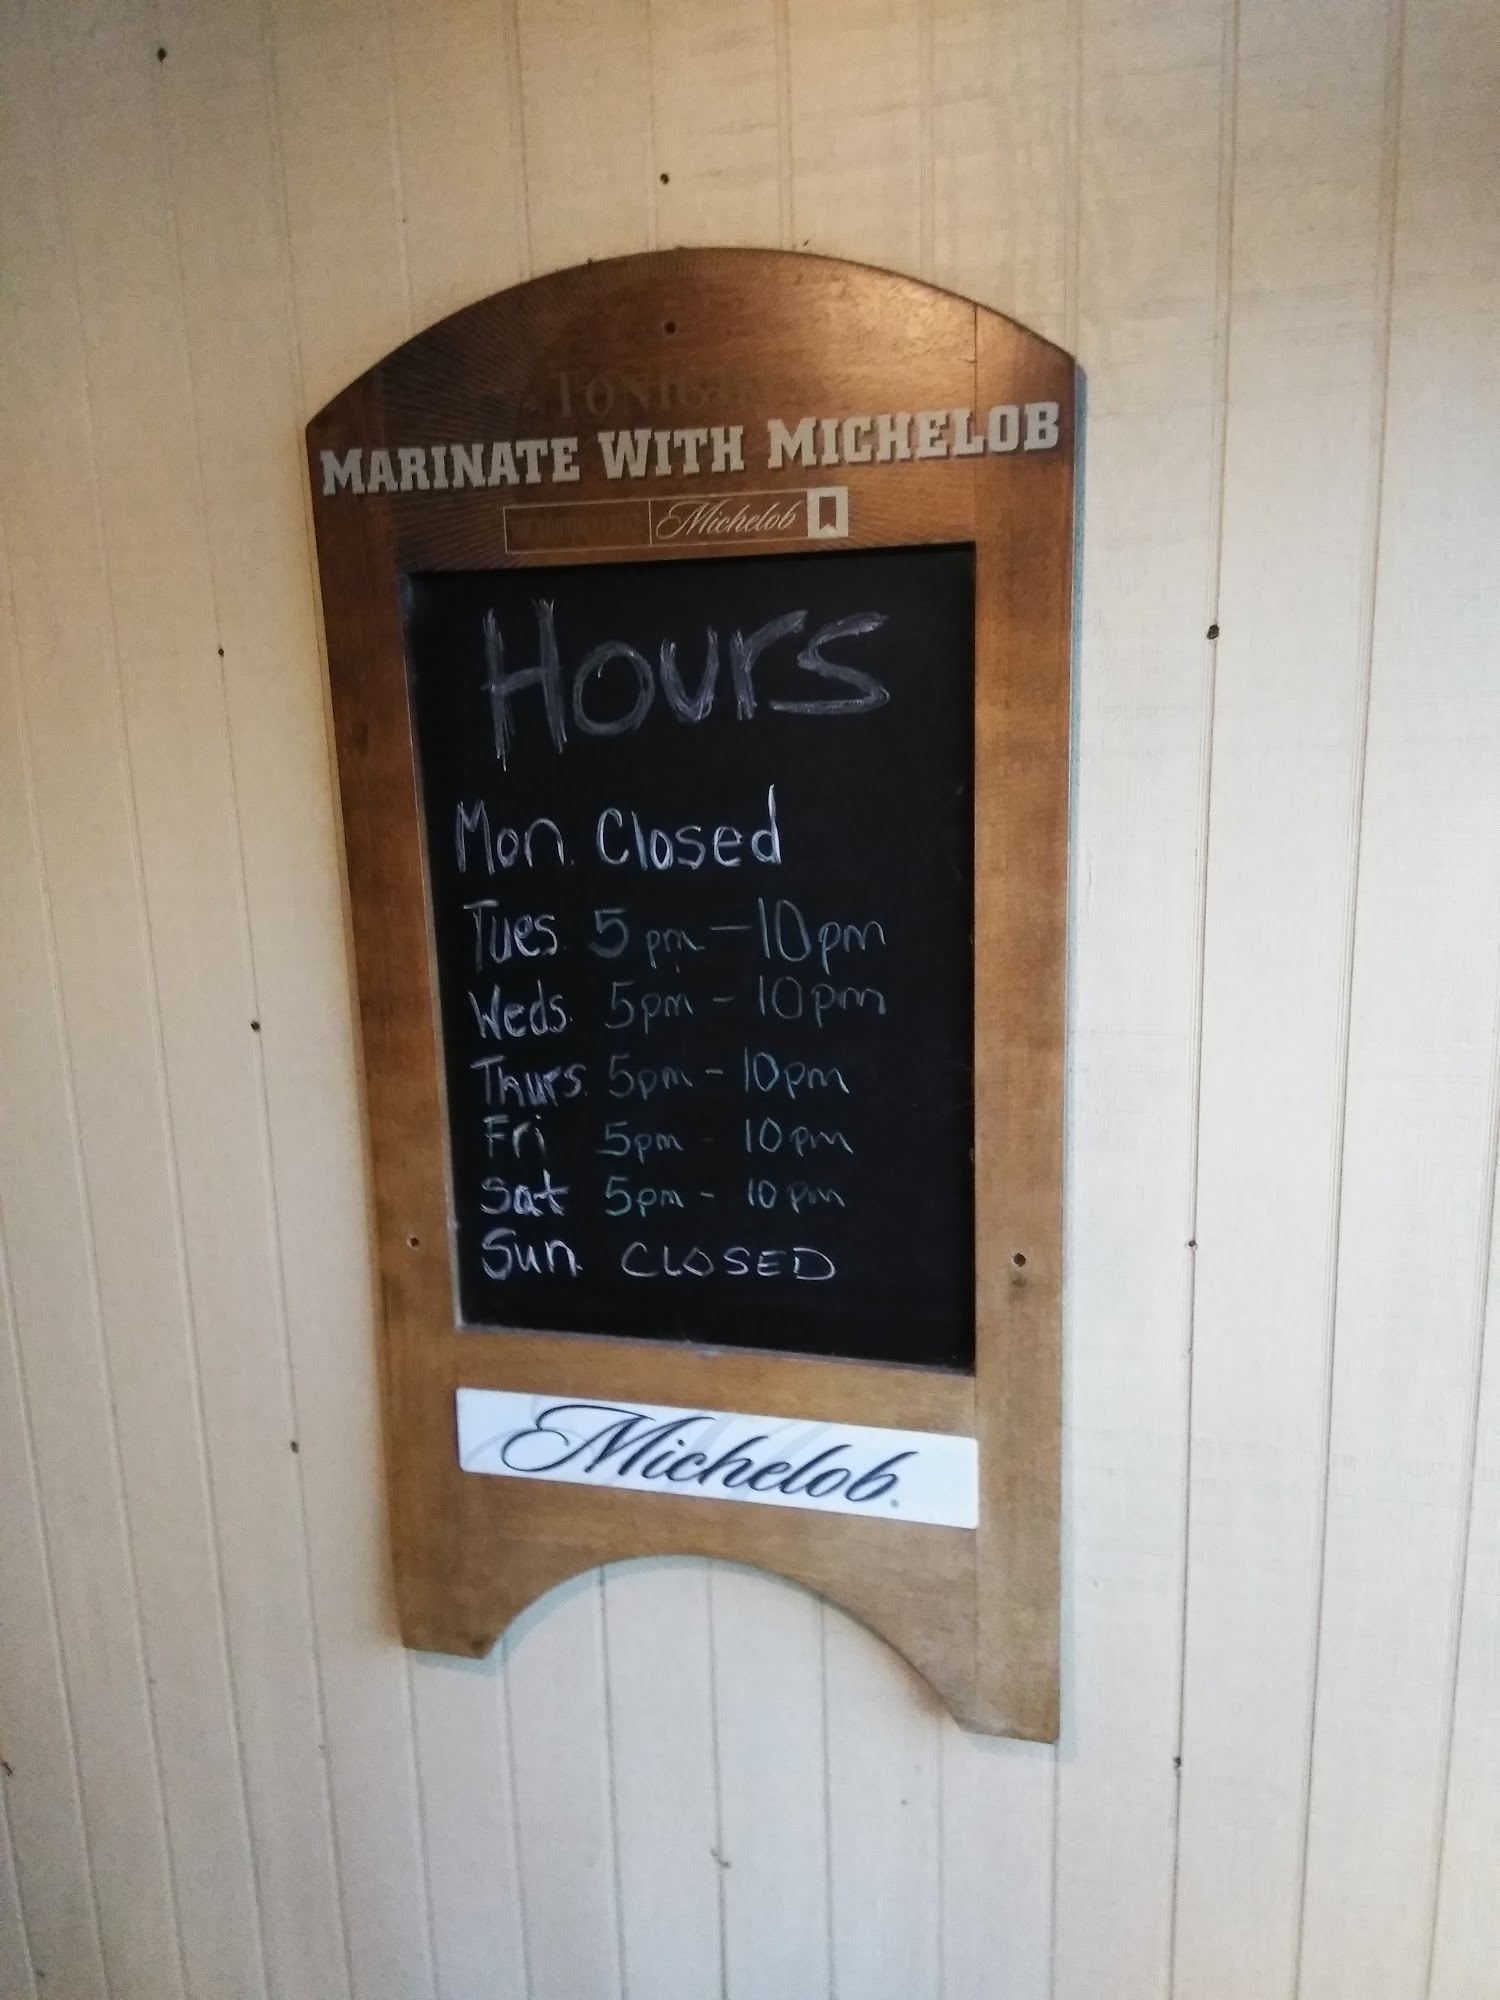 TONIGHT
MARINATE WITH MICHELOB
Michelob
Hours
Mon. Closed
Tues. 5pm - 10pm
Weds. 5pm - 10pm
Thurs. 5pm - 10pm
Fri 5pm - 10pm
Sat 5pm - 10pm
Sun. CLOSED
Michelob